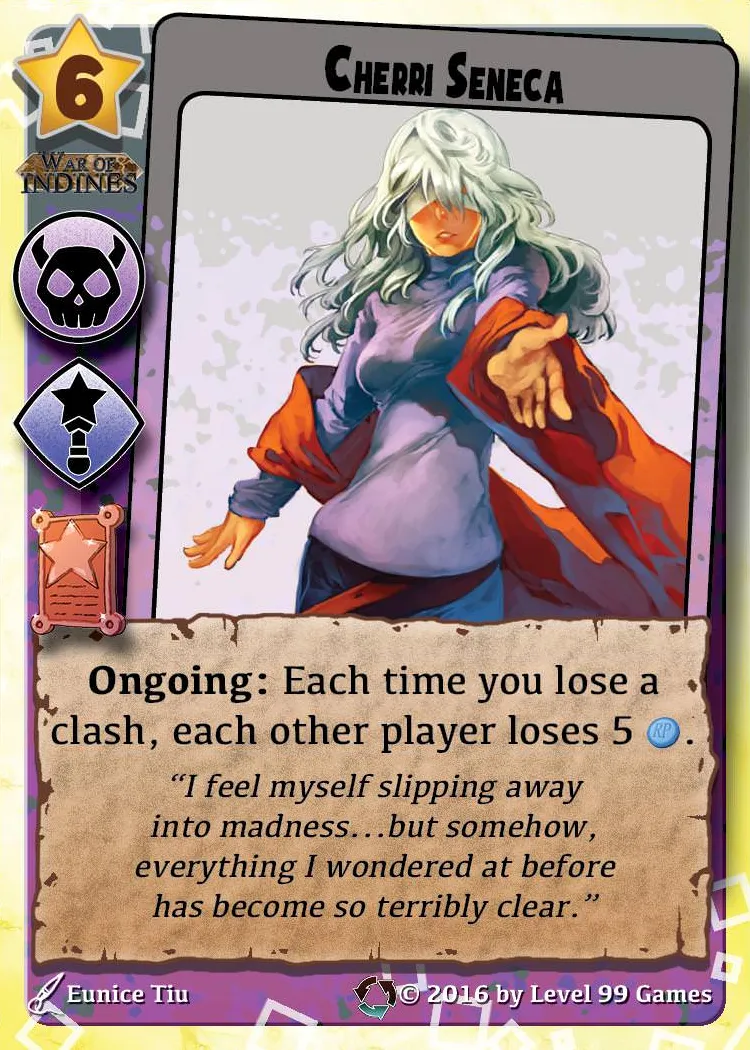 6
Cherri Seneca
War of
Indines
Ongoing: Each time you lose a
clash, each other player loses 5 RP.
“I feel myself slipping away
into madness...but somehow,
everything I wondered at before
has become so terribly clear.”
Eunice Tiu
© 2016 by Level 99 Games